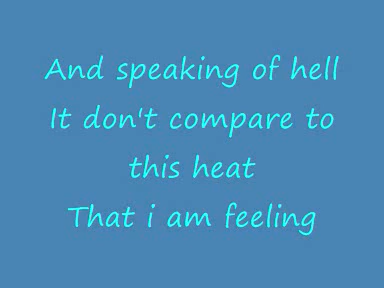 And speaking of hell
It don't compare to
this heat
That i am feeling